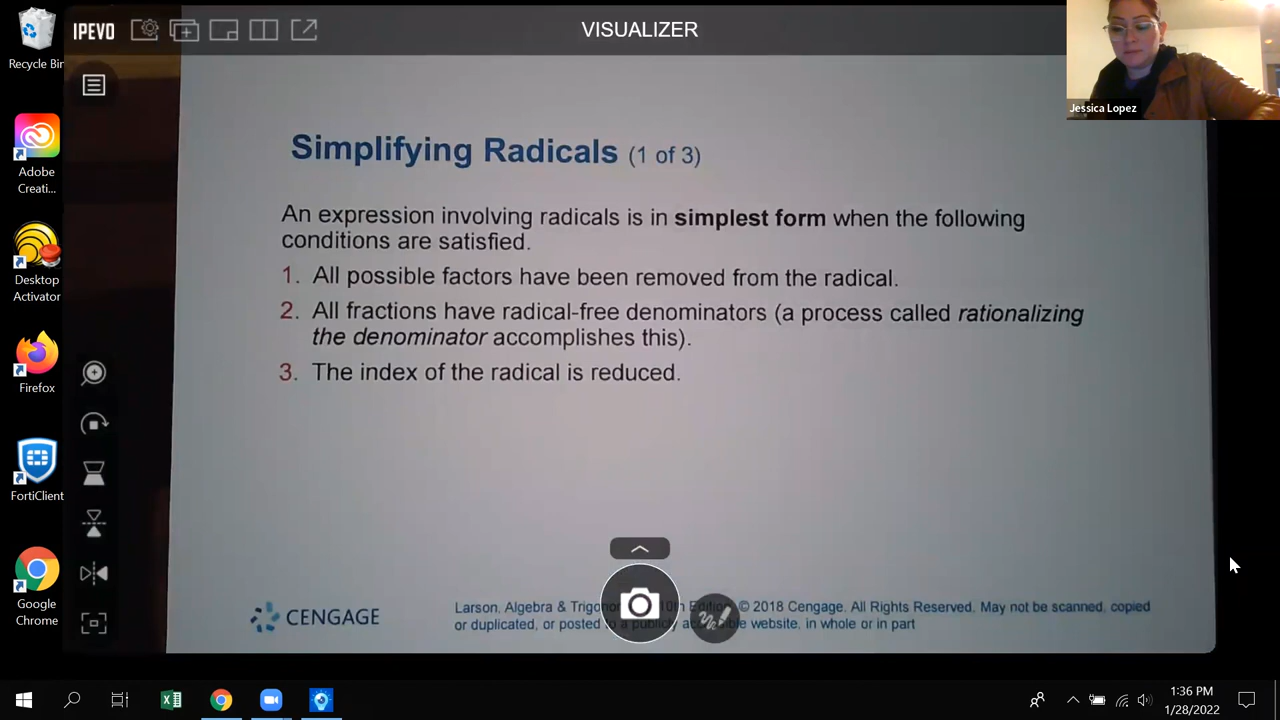 IPEVO
VISUALIZER
Jessica Lopez
Recycle Bin
Adobe
Creati...
Desktop
Activator
Firefox
FortiClient
Google
Chrome
Simplifying Radicals (1 of 3)
An expression involving radicals is in simplest form when the following
conditions are satisfied.
1. All possible factors have been removed from the radical.
2. All fractions have radical-free denominators (a process called rationalizing
the denominator accomplishes this).
3. The index of the radical is reduced.
CENGAGE
Larson, Algebra & 10th Edition © 2018 Cengage. All Rights Reserved. May not be scanned, copied
or duplicated, or posted to a publicly website, in whole or in part
1:36 PM
1/28/2022